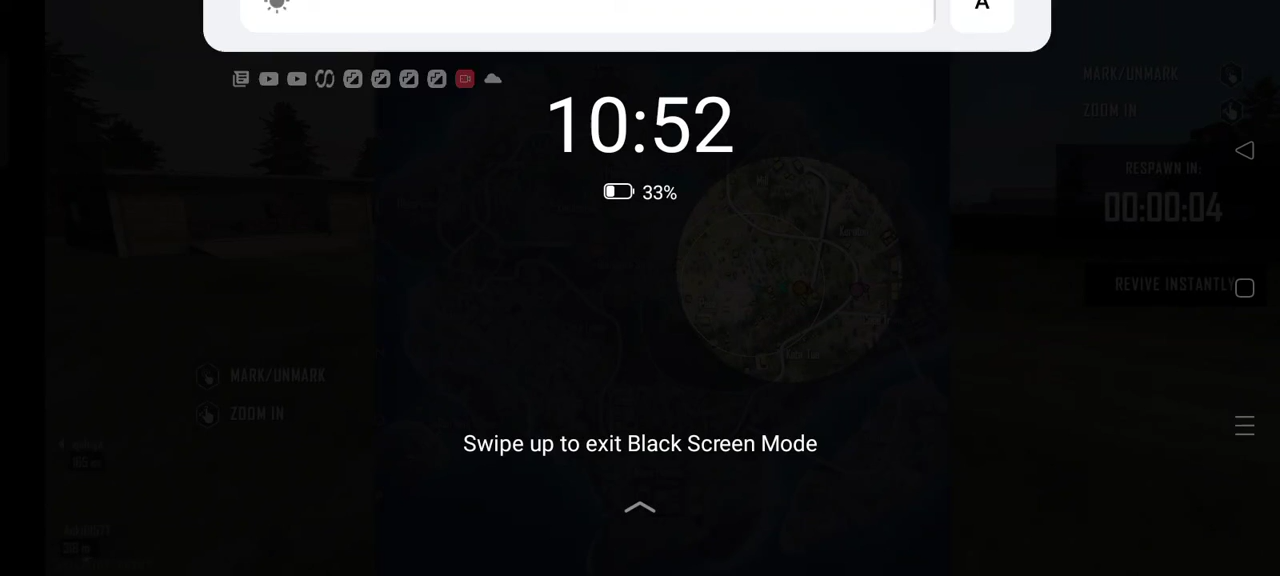 A
10:52
33%
MARK/UNMARK
ZOOM IN
RESPAWN IN:
00:00:04
REVIVE INSTANTLY
MARK/UNMARK
ZOOM IN
Swipe up to exit Black Screen Mode